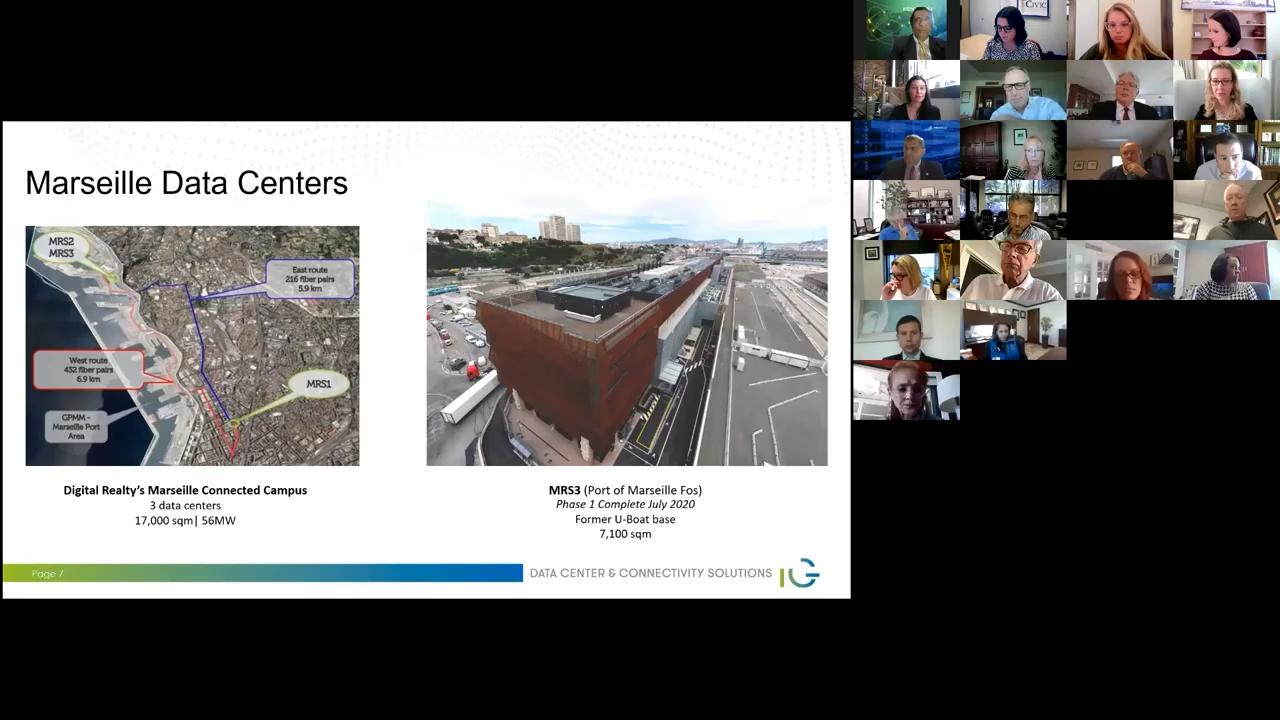 Marseille Data Centers
MRS2
MRS3
East route
216 fiber pairs
5.9 km
West route
432 fiber pairs
6.9 km
MRS1
GPMM -
Marseille Port
Area
Digital Realty's Marseille Connected Campus
3 data centers
17,000 sqm| 56MW
MRS3 (Port of Marseille Fos)
Phase 1 Complete July 2020
Former U-Boat base
7,100 sqm
Page 7
DATA CENTER & CONNECTIVITY SOLUTIONS
CIVIC